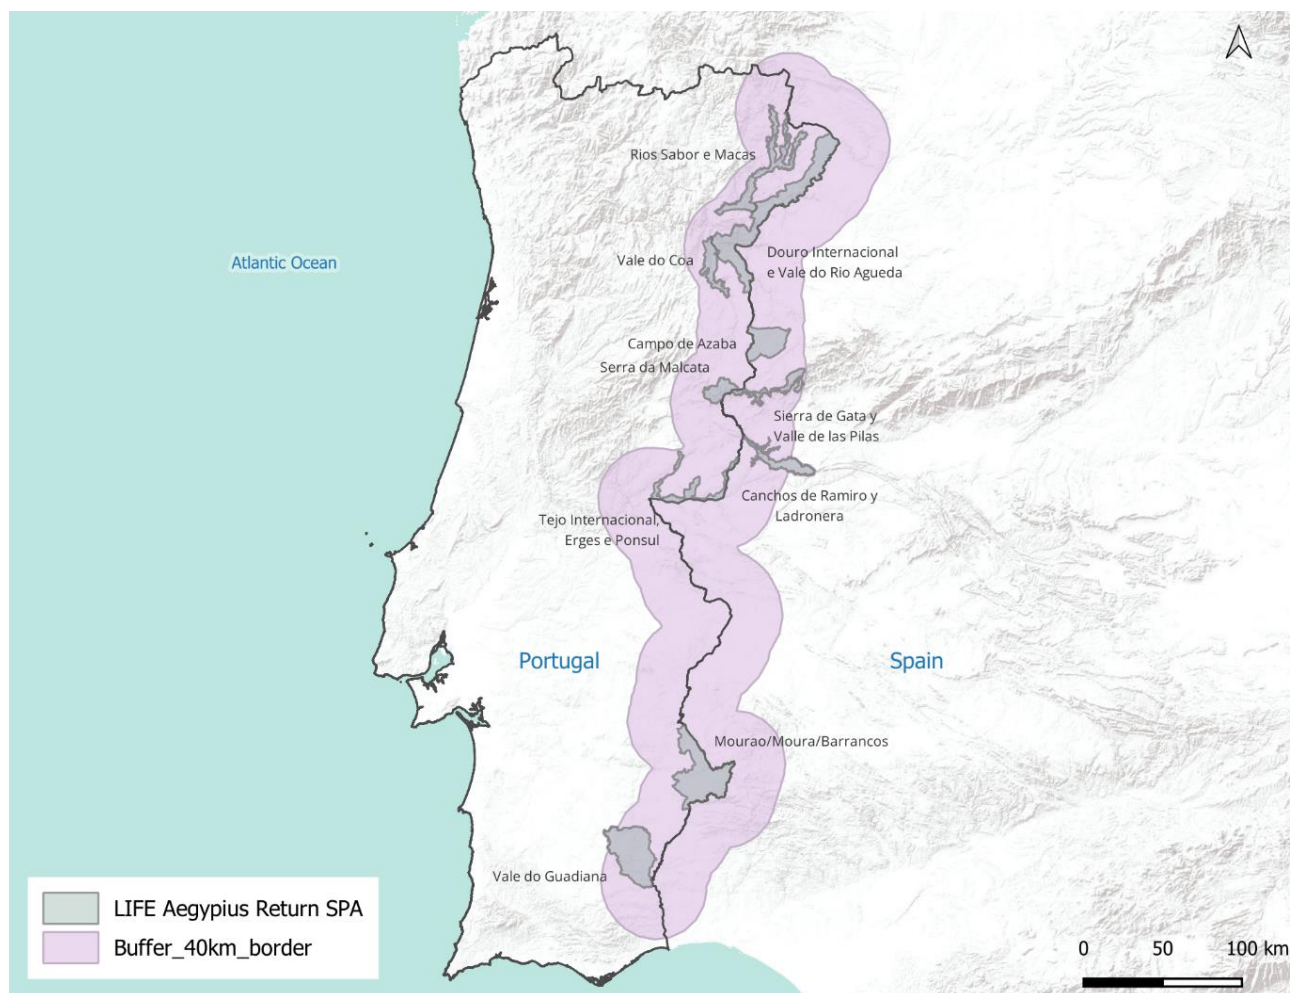 Rios Sabor e Macas
Atlantic Ocean
Vale do Coa
Douro Internacional
e Vale do Rio Agueda
Campo de Azaba
Serra da Malcata
Sierra de Gata y
Valle de las Pilas
Canchos de Ramiro y
Ladronera
Tejo Internacional,
Erges e Ponsul
Portugal
Spain
Mourao/Moura/Barrancos
Vale do Guadiana
LIFE Aegypius Return SPA
Buffer_40km_border
0 50 100 km